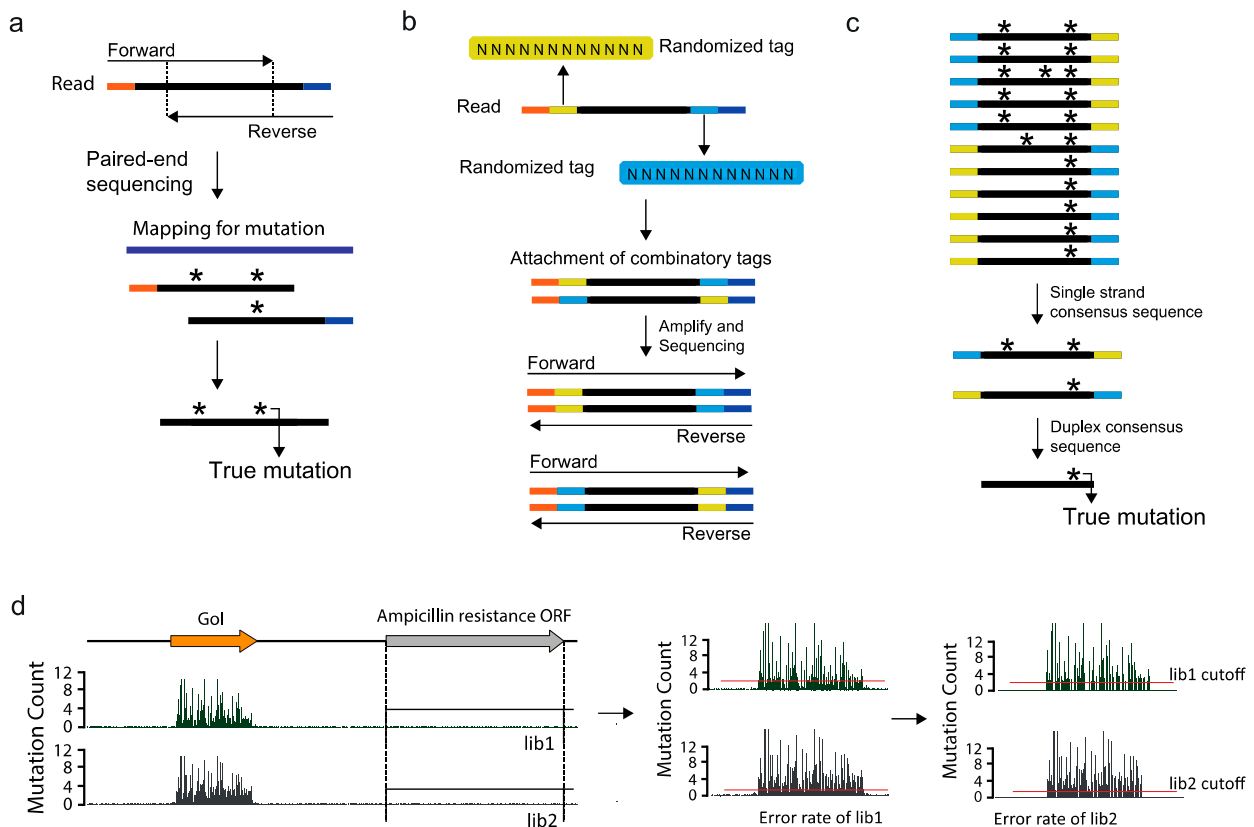 a
Forward
Read
Reverse
Paired-end
sequencing
Mapping for mutation
*
*
*
*
*
True mutation
b
NNNNNNNNNNNN
Randomized tag
Read
Randomized tag
NNNNNNNNNNNN
Attachment of combinatory tags
Amplify and
Sequencing
Forward
Reverse
Forward
Reverse
c
* *
* *
* * *
* *
* *
* *
*
*
*
*
*
Single strand
consensus sequence
* *
*
Duplex consensus
sequence
*
True mutation
d
GoI
Ampicillin resistance ORF
Mutation Count
12
8
4
0
lib1
12
8
4
0
lib2
Mutation Count
12
8
4
0
12
8
4
0
Error rate of lib1
Mutation Count
12
8
4
0
lib1 cutoff
12
8
4
0
lib2 cutoff
Error rate of lib2